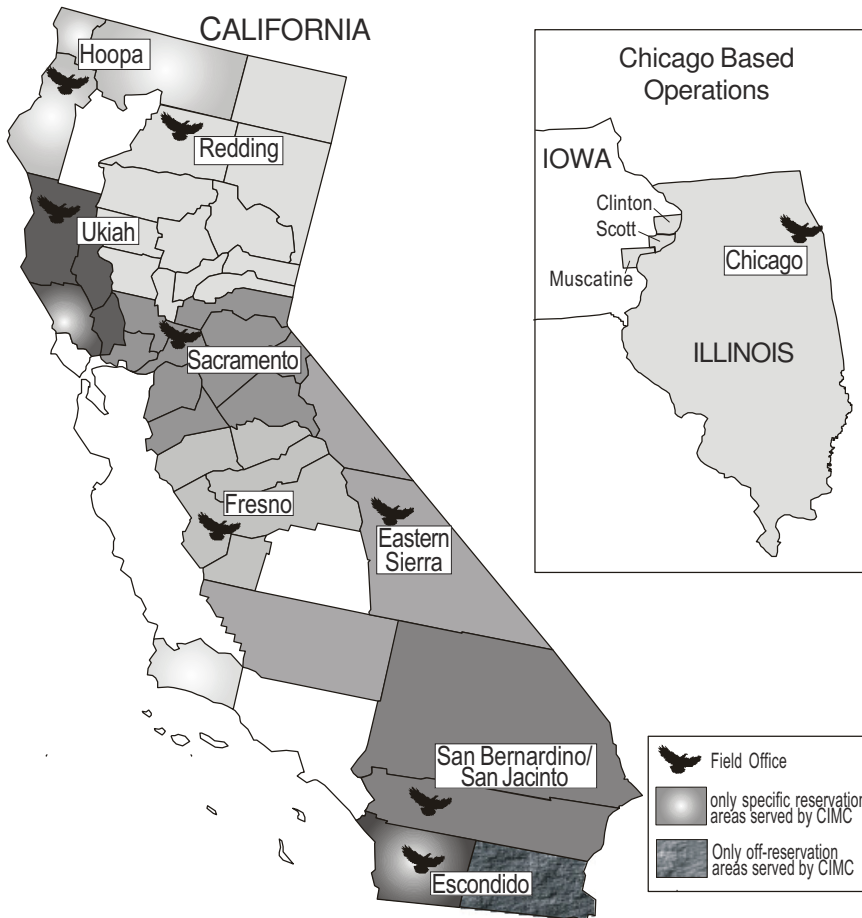 CALIFORNIA
Hoopa
Redding
Ukiah
Sacramento
Fresno
Eastern
Sierra
San Bernardino/
San Jacinto
Escondido
Chicago Based
Operations
IOWA
Clinton
Scott
Muscatine
Chicago
ILLINOIS
Field Office
only specific reservation
areas served by CIMC
Only off-reservation
areas served by CIMC